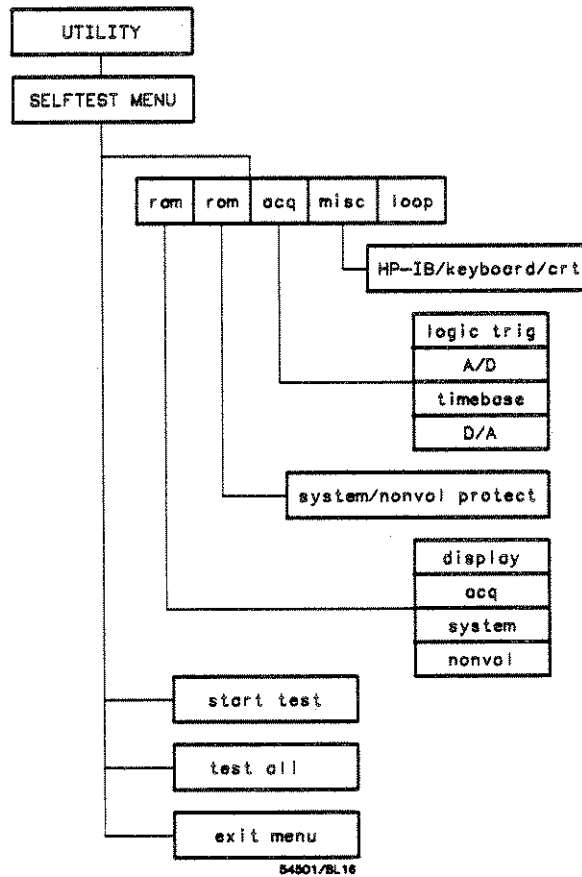 UTILITY
SELFTEST MENU
ram rom acq misc loop
HP-IB/keyboard/crt
logic trig
A/D
timebase
D/A
system/nonvol protect
display
acq
system
nonvol
start test
test all
exit menu
54501/BL16